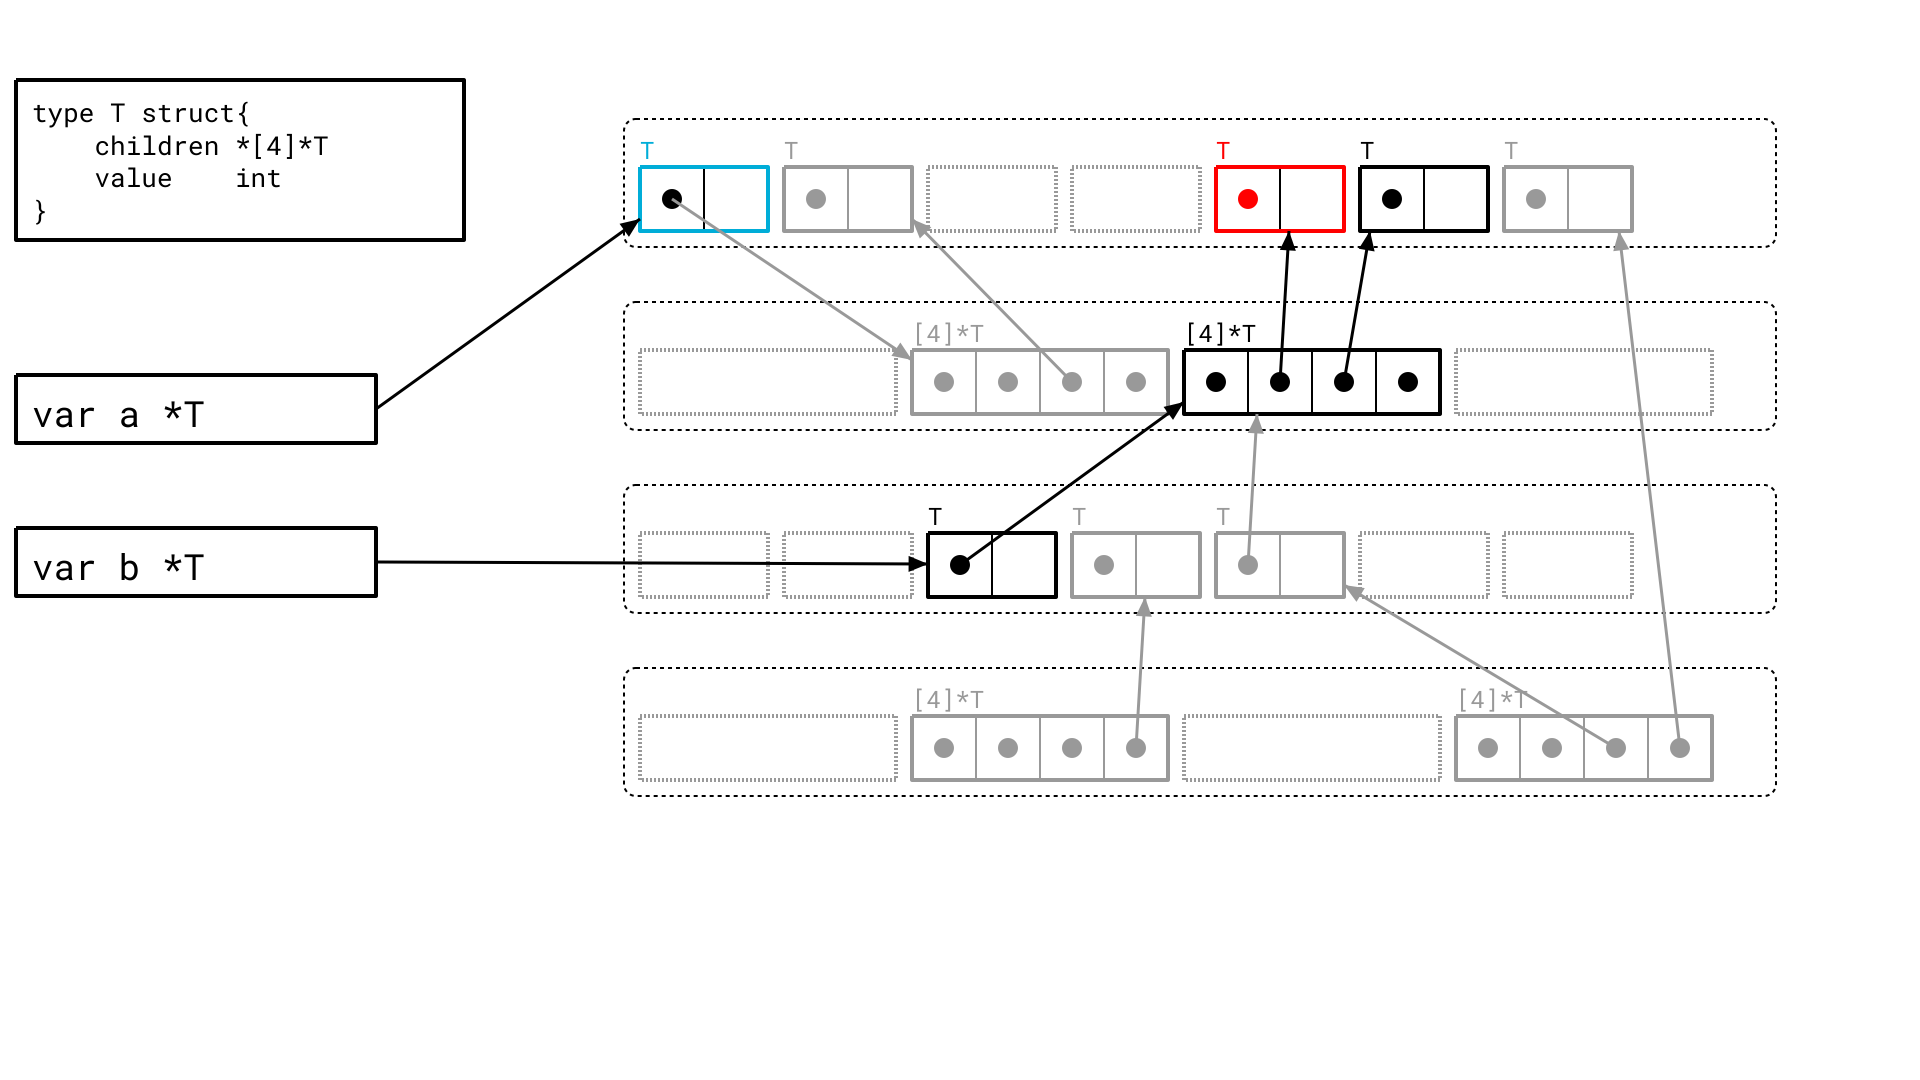 type T struct{
    children *[4]*T
    value    int
}
T T T T T
[4]*T [4]*T
var a *T
T T T
var b *T
[4]*T [4]*T